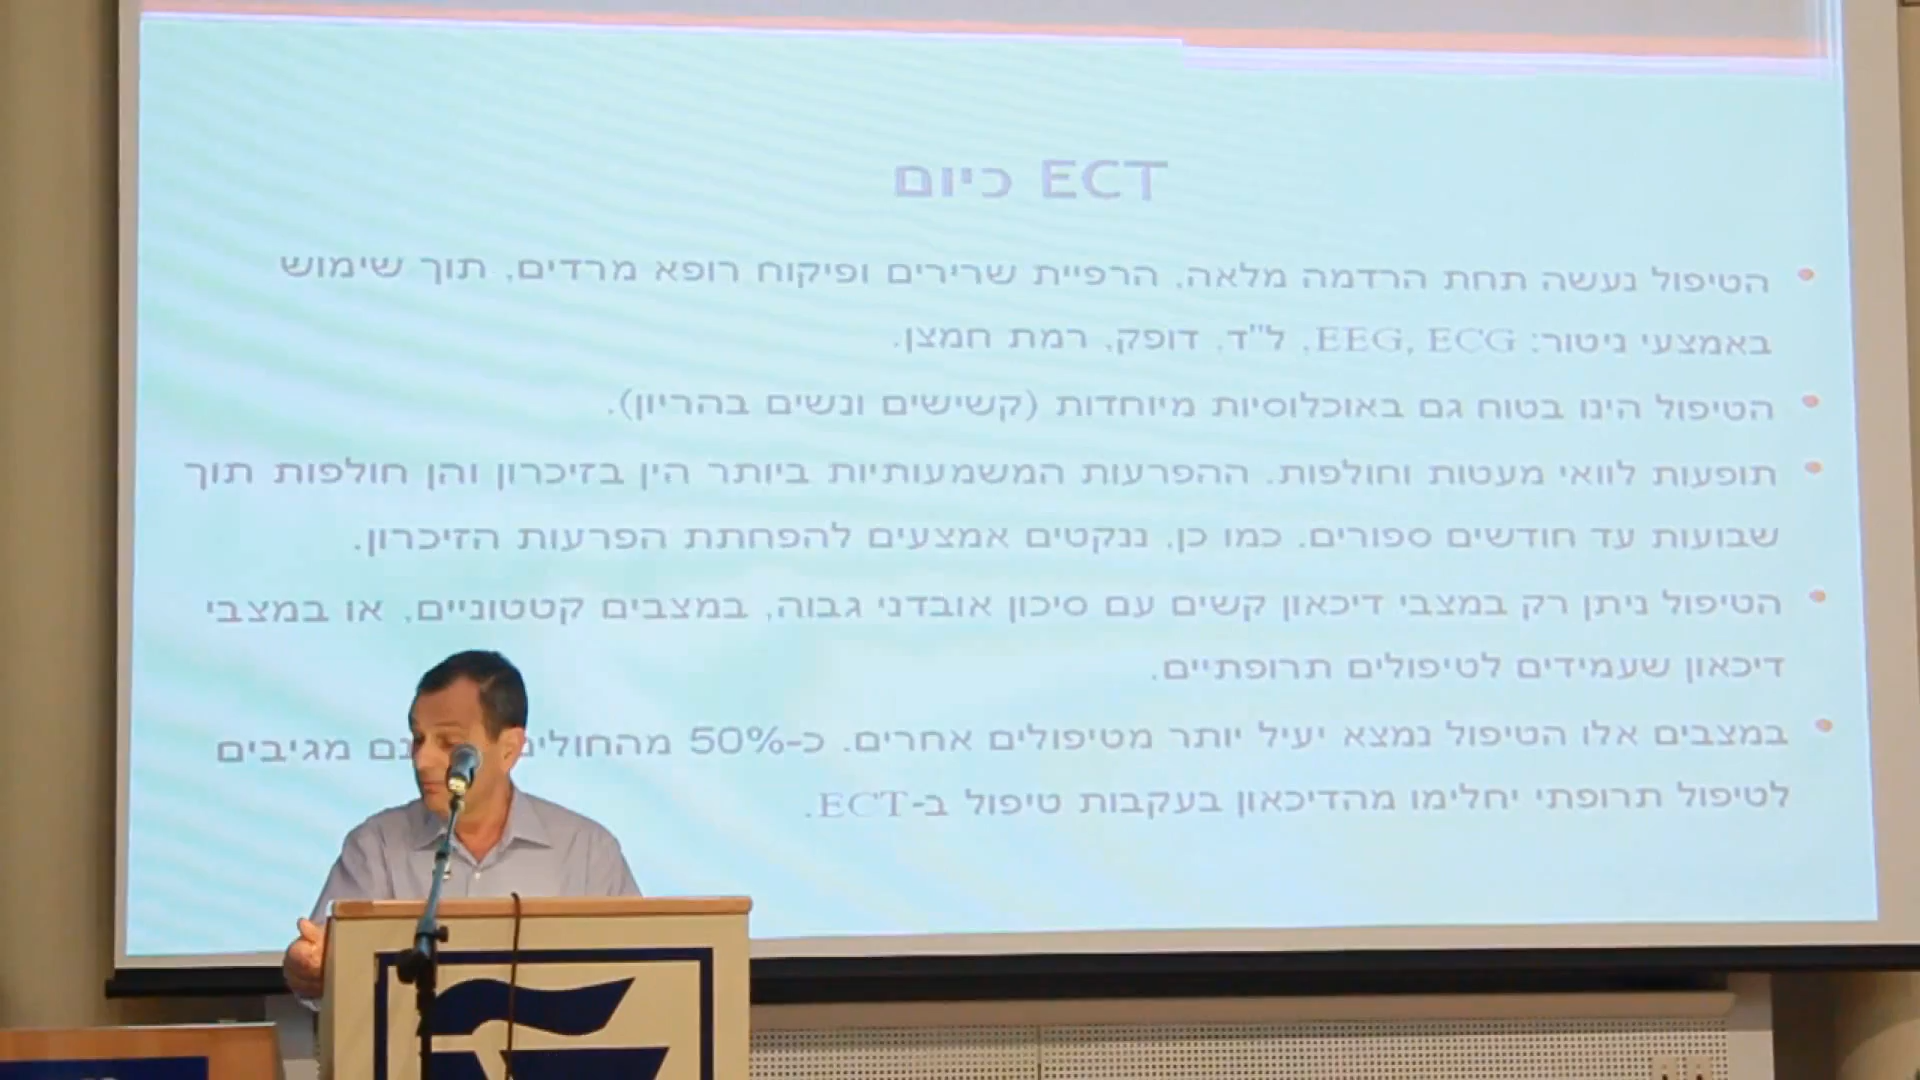 ECT כיום
הטיפול נעשה תחת הרדמה מלאה, הרפיית שרירים ופיקוח רופא מרדים, תוך שימוש
באמצעי ניטור: EEG, ECG, ל"ד, דופק, רמת חמצן.
הטיפול הינו בטוח גם באוכלוסיות מיוחדות (קשישים ונשים בהריון).
תופעות לוואי מעטות וחולפות. ההפרעות המשמעותיות ביותר הין בזיכרון והן חולפות תוך
שבועות עד חודשים ספורים. כמו כן, ננקטים אמצעים להפחתת הפרעות הזיכרון.
הטיפול ניתן רק במצבי דיכאון קשים עם סיכון אובדני גבוה, במצבים קטטוניים, או במצבי
דיכאון שעמידים לטיפולים תרופתיים.
במצבים אלו הטיפול נמצא יעיל יותר מטיפולים אחרים. כ-50% מגיבים
לטיפול תרופתי יחלימו מהדיכאון בעקבות טיפול ב-ECT.